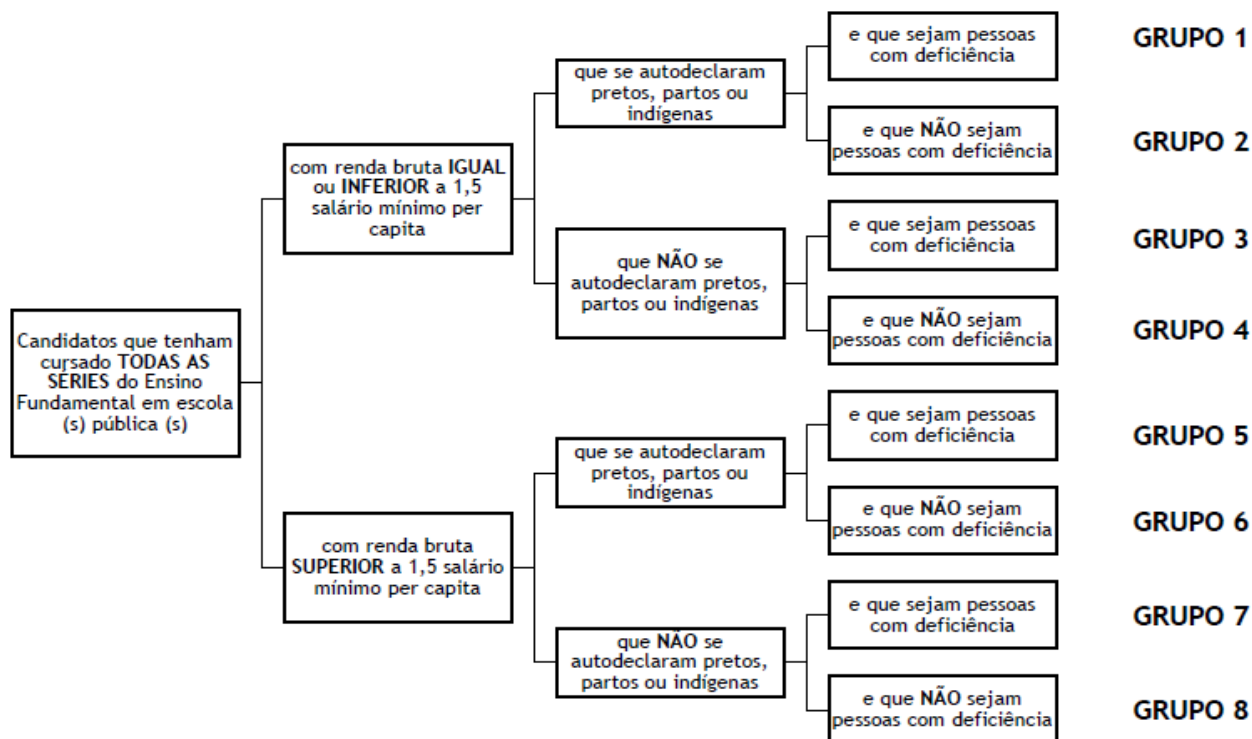 Candidatos que tenham
cursado TODAS AS
SÉRIES do Ensino
Fundamental em escola
(s) pública (s)
com renda bruta IGUAL
ou INFERIOR a 1,5
salário mínimo per
capita
que se autodeclaram
pretos, partos ou
indígenas
e que sejam pessoas
com deficiência
GRUPO 1
e que NÃO sejam
pessoas com deficiência
GRUPO 2
que NÃO se
autodeclaram pretos,
partos ou indígenas
e que sejam pessoas
com deficiência
GRUPO 3
e que NÃO sejam
pessoas com deficiência
GRUPO 4
com renda bruta
SUPERIOR a 1,5 salário
mínimo per capita
que se autodeclaram
pretos, partos ou
indígenas
e que sejam pessoas
com deficiência
GRUPO 5
e que NÃO sejam
pessoas com deficiência
GRUPO 6
que NÃO se
autodeclaram pretos,
partos ou indígenas
e que sejam pessoas
com deficiência
GRUPO 7
e que NÃO sejam
pessoas com deficiência
GRUPO 8